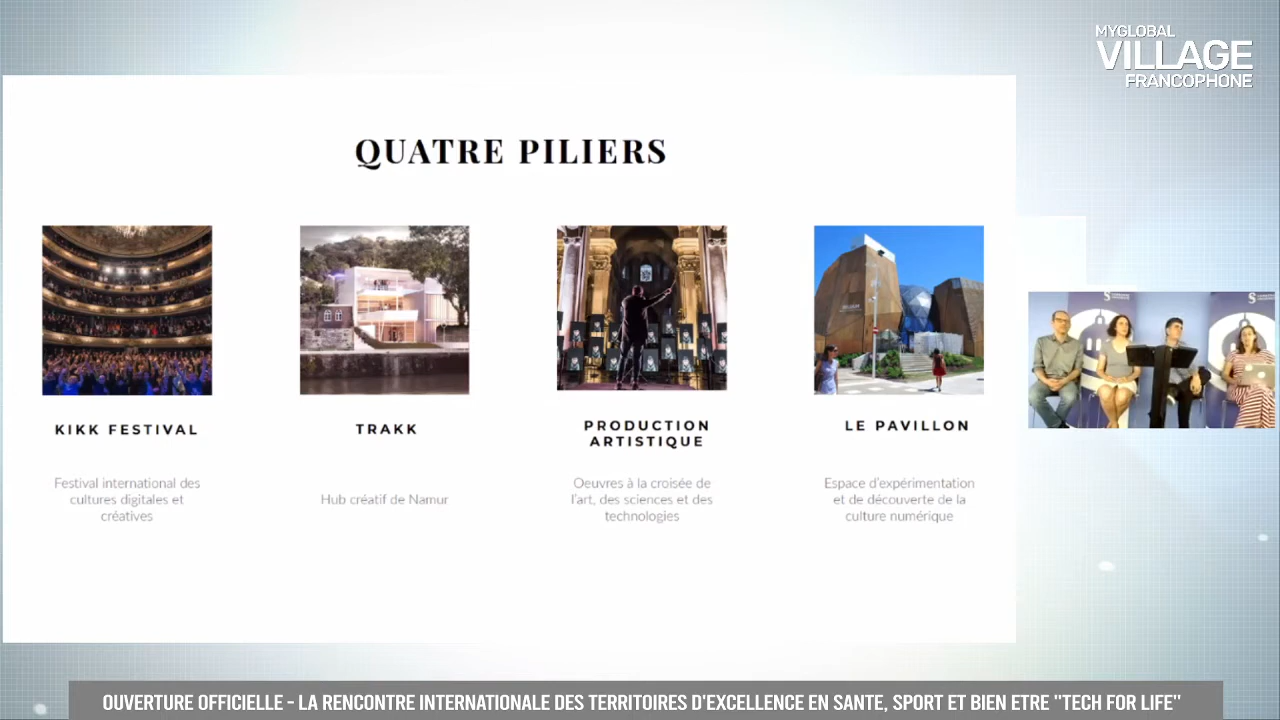 MYGLOBAL
VILLAGE
FRANCOPHONE
QUATRE PILIERS
KIKK FESTIVAL
Festival international des
cultures digitales et
créatives
TRAKK
Hub créatif de Namur
PRODUCTION
ARTISTIQUE
Oeuvres à la croisée de
l'art, des sciences et des
technologies
LE PAVILLON
Espace d'expérimentation
et de découverte de la
culture numérique
OUVERTURE OFFICIELLE - LA RENCONTRE INTERNATIONALE DES TERRITOIRES D'EXCELLENCE EN SANTE, SPORT ET BIEN ETRE "TECH FOR LIFE"